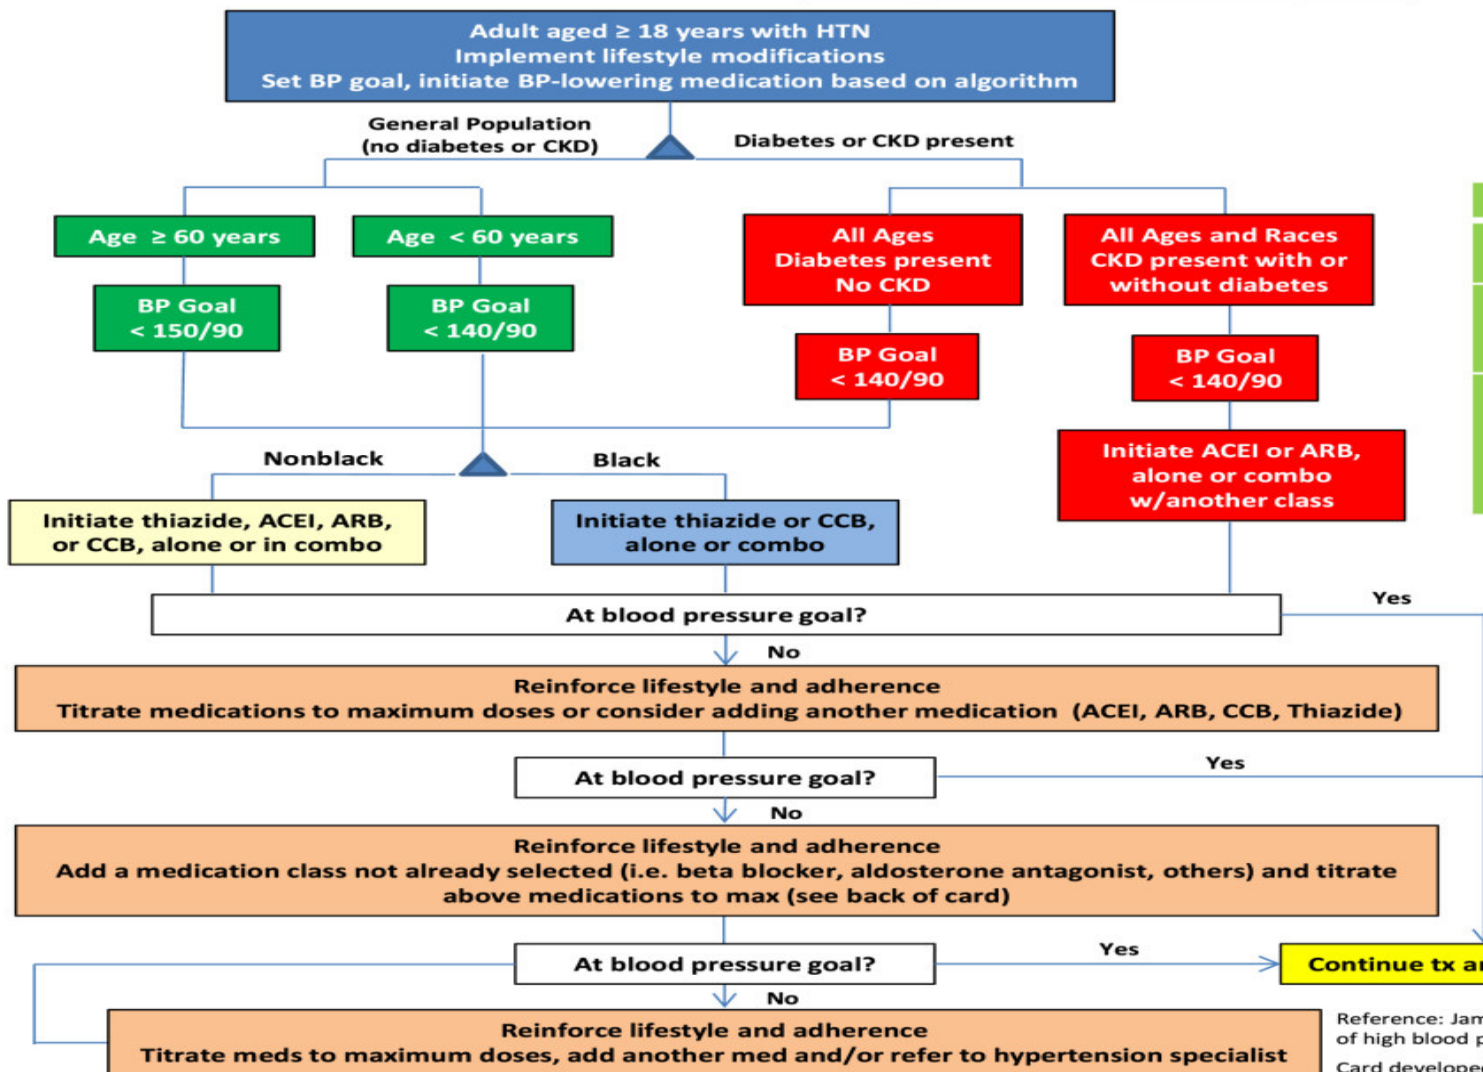 Adult aged ≥ 18 years with HTN
Implement lifestyle modifications
Set BP goal, initiate BP-lowering medication based on algorithm
General Population
(no diabetes or CKD)
Diabetes or CKD present
Age ≥ 60 years
Age < 60 years
All Ages
Diabetes present
No CKD
All Ages and Races
CKD present with or
without diabetes
BP Goal
< 150/90
BP Goal
< 140/90
BP Goal
< 140/90
BP Goal
< 140/90
Nonblack
Black
Initiate thiazide, ACEI, ARB,
or CCB, alone or in combo
Initiate thiazide or CCB,
alone or combo
Initiate ACEI or ARB,
alone or combo
w/another class
At blood pressure goal?
Yes
No
Reinforce lifestyle and adherence
Titrate medications to maximum doses or consider adding another medication (ACEI, ARB, CCB, Thiazide)
At blood pressure goal?
Yes
No
Reinforce lifestyle and adherence
Add a medication class not already selected (i.e. beta blocker, aldosterone antagonist, others) and titrate
above medications to max (see back of card)
At blood pressure goal?
Yes
Continue tx
No
Reinforce lifestyle and adherence
Titrate meds to maximum doses, add another med and/or refer to hypertension specialist
Reference:
of high blood
Card